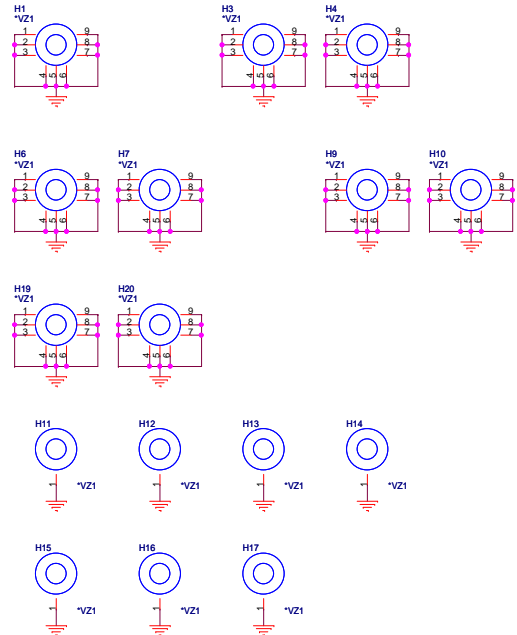 H1 H3 H4
*VZ1 *VZ1 *VZ1
1 9 1 9 1 9
2 8 2 8 2 8
3 7 3 7 3 7
4 5 6 4 5 6 4 5 6
H6 H7 H9 H10
*VZ1 *VZ1 *VZ1 *VZ1
1 9 1 9 1 9 1 9
2 8 2 8 2 8 2 8
3 7 3 7 3 7 3 7
4 5 6 4 5 6 4 5 6 4 5 6
H19 H20
*VZ1 *VZ1
1 9 1 9
2 8 2 8
3 7 3 7
4 5 6 4 5 6
H11 H12 H13 H14
1 *VZ1 1 *VZ1 1 *VZ1 1 *VZ1
H15 H16 H17
1 *VZ1 1 *VZ1 1 *VZ1